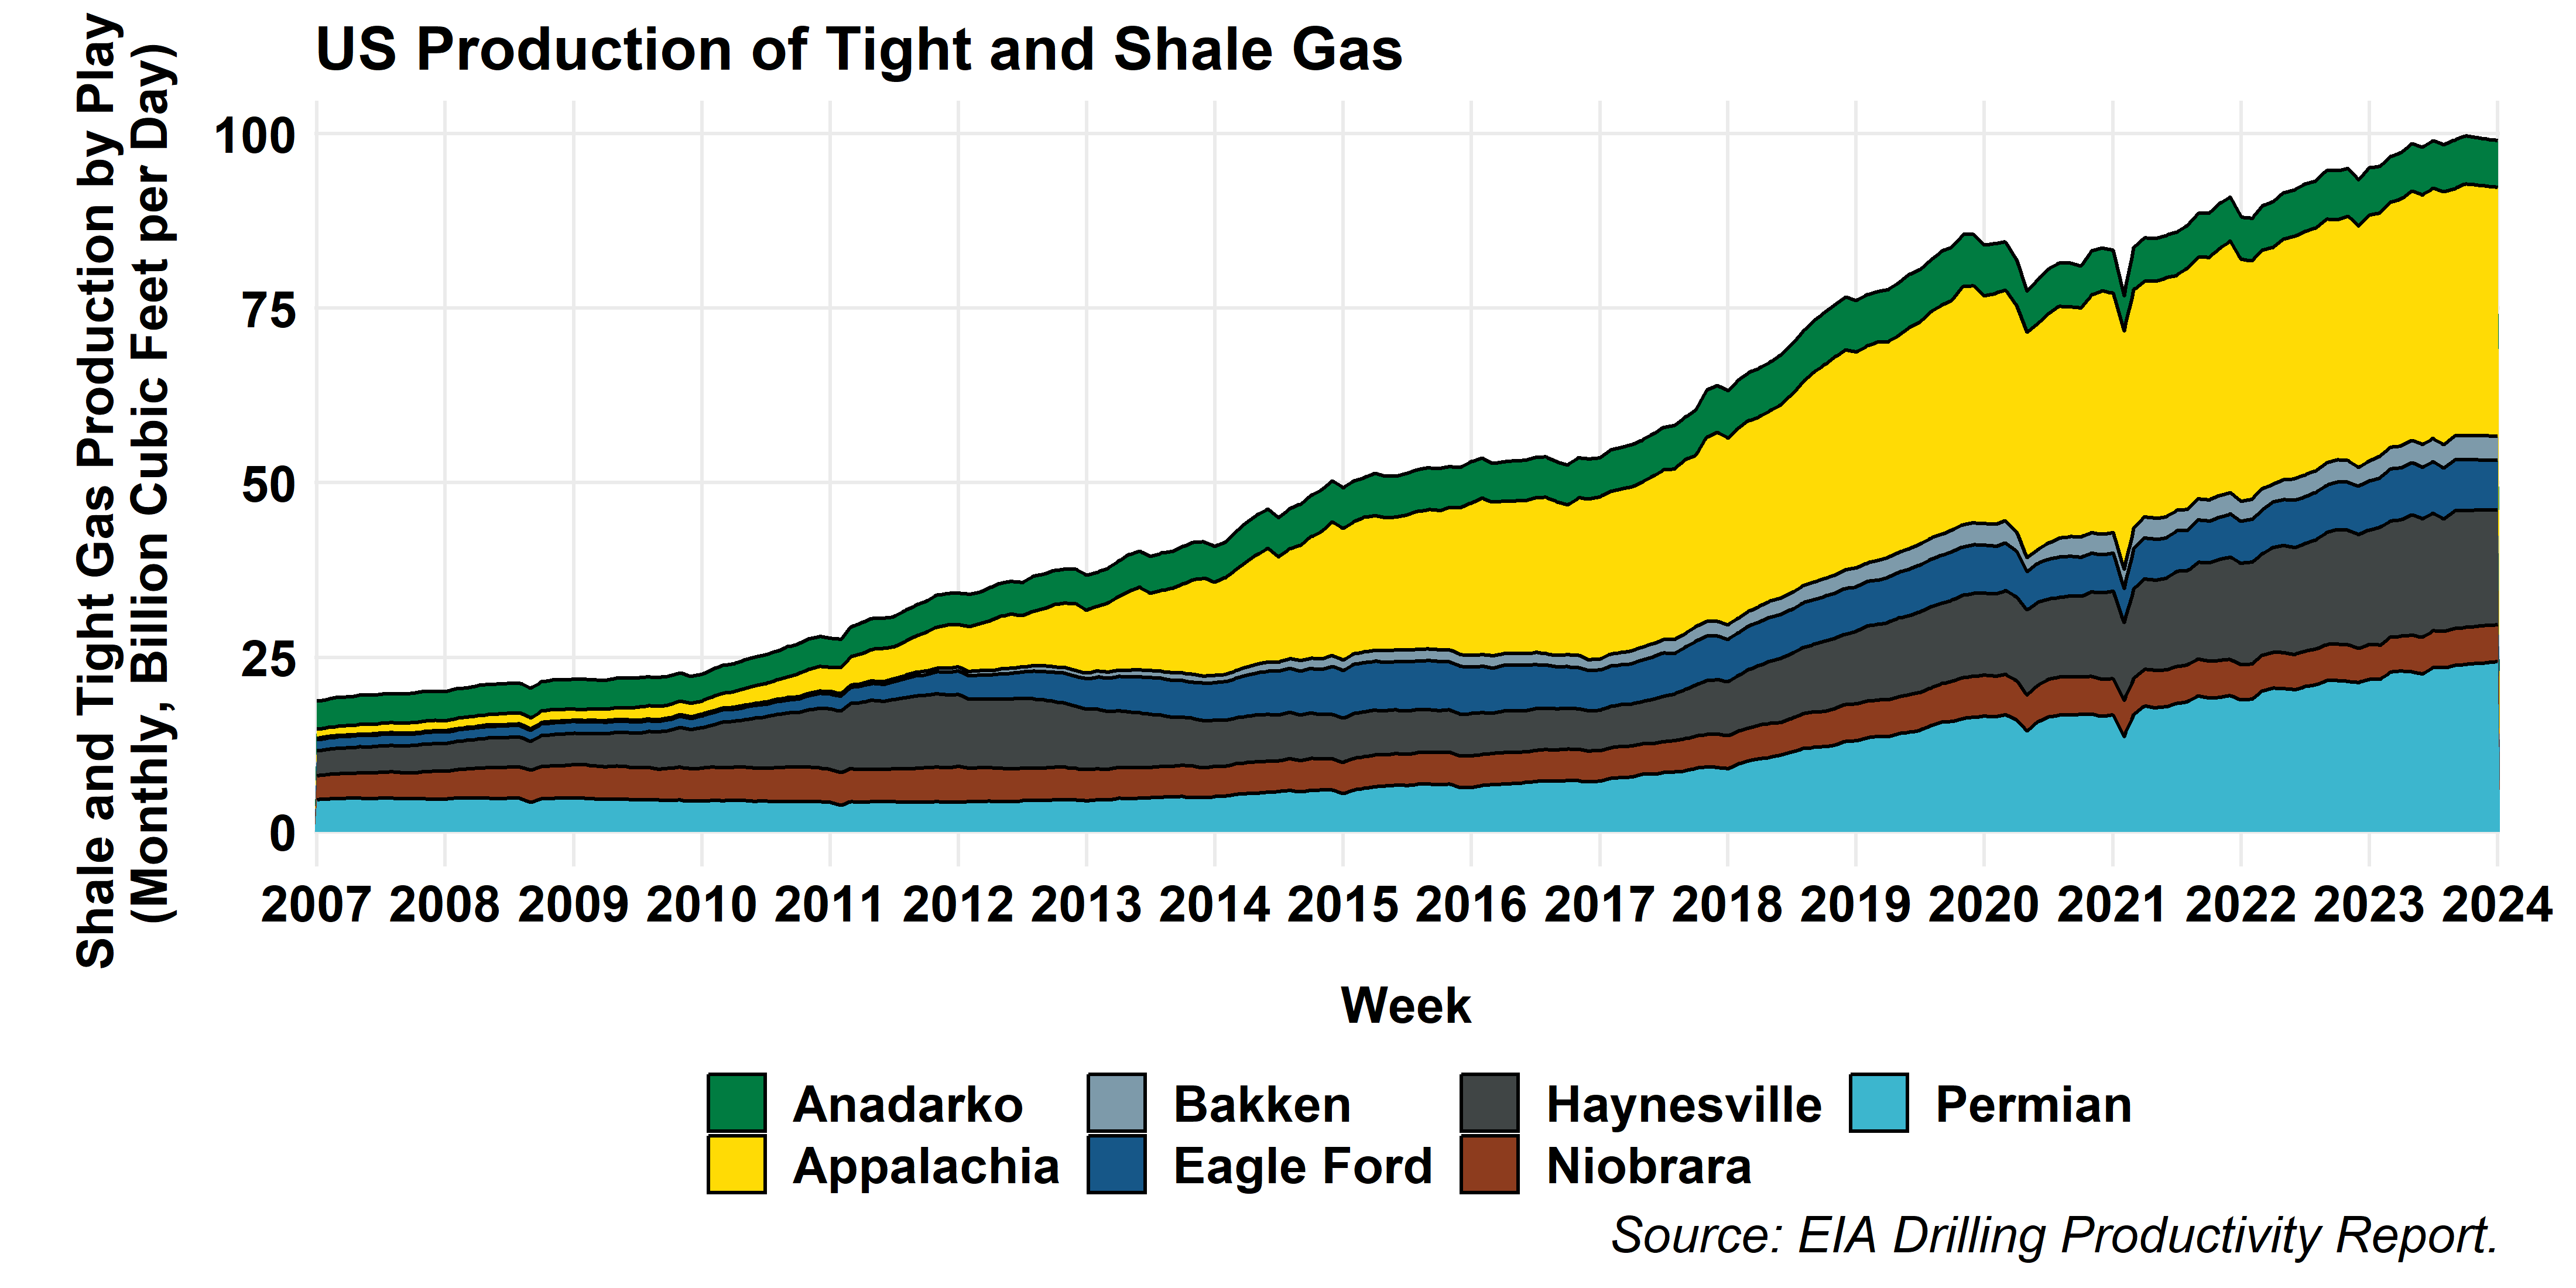 US Production of Tight and Shale Gas
Shale and Tight Gas Production by Play
(Monthly, Billion Cubic Feet per Day)
100
75
50
25
0
2007 2008 2009 2010 2011 2012 2013 2014 2015 2016 2017 2018 2019 2020 2021 2022 2023 2024
Week
Anadarko Bakken Haynesville Permian
Appalachia Eagle Ford Niobrara
Source: EIA Drilling Productivity Report.